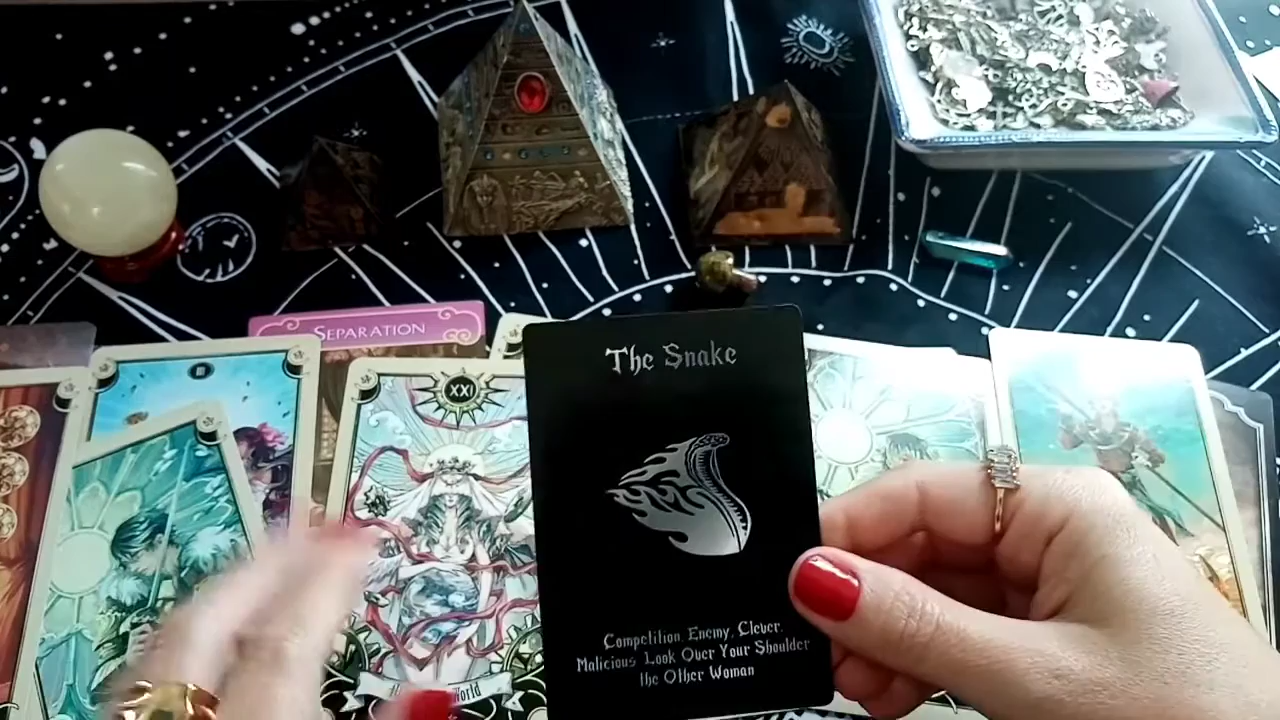 SEPARATION
The Snake
XXI
Competition, Enemy, Clever,
Malicious Look Over Your Shoulder
the Other Woman
World